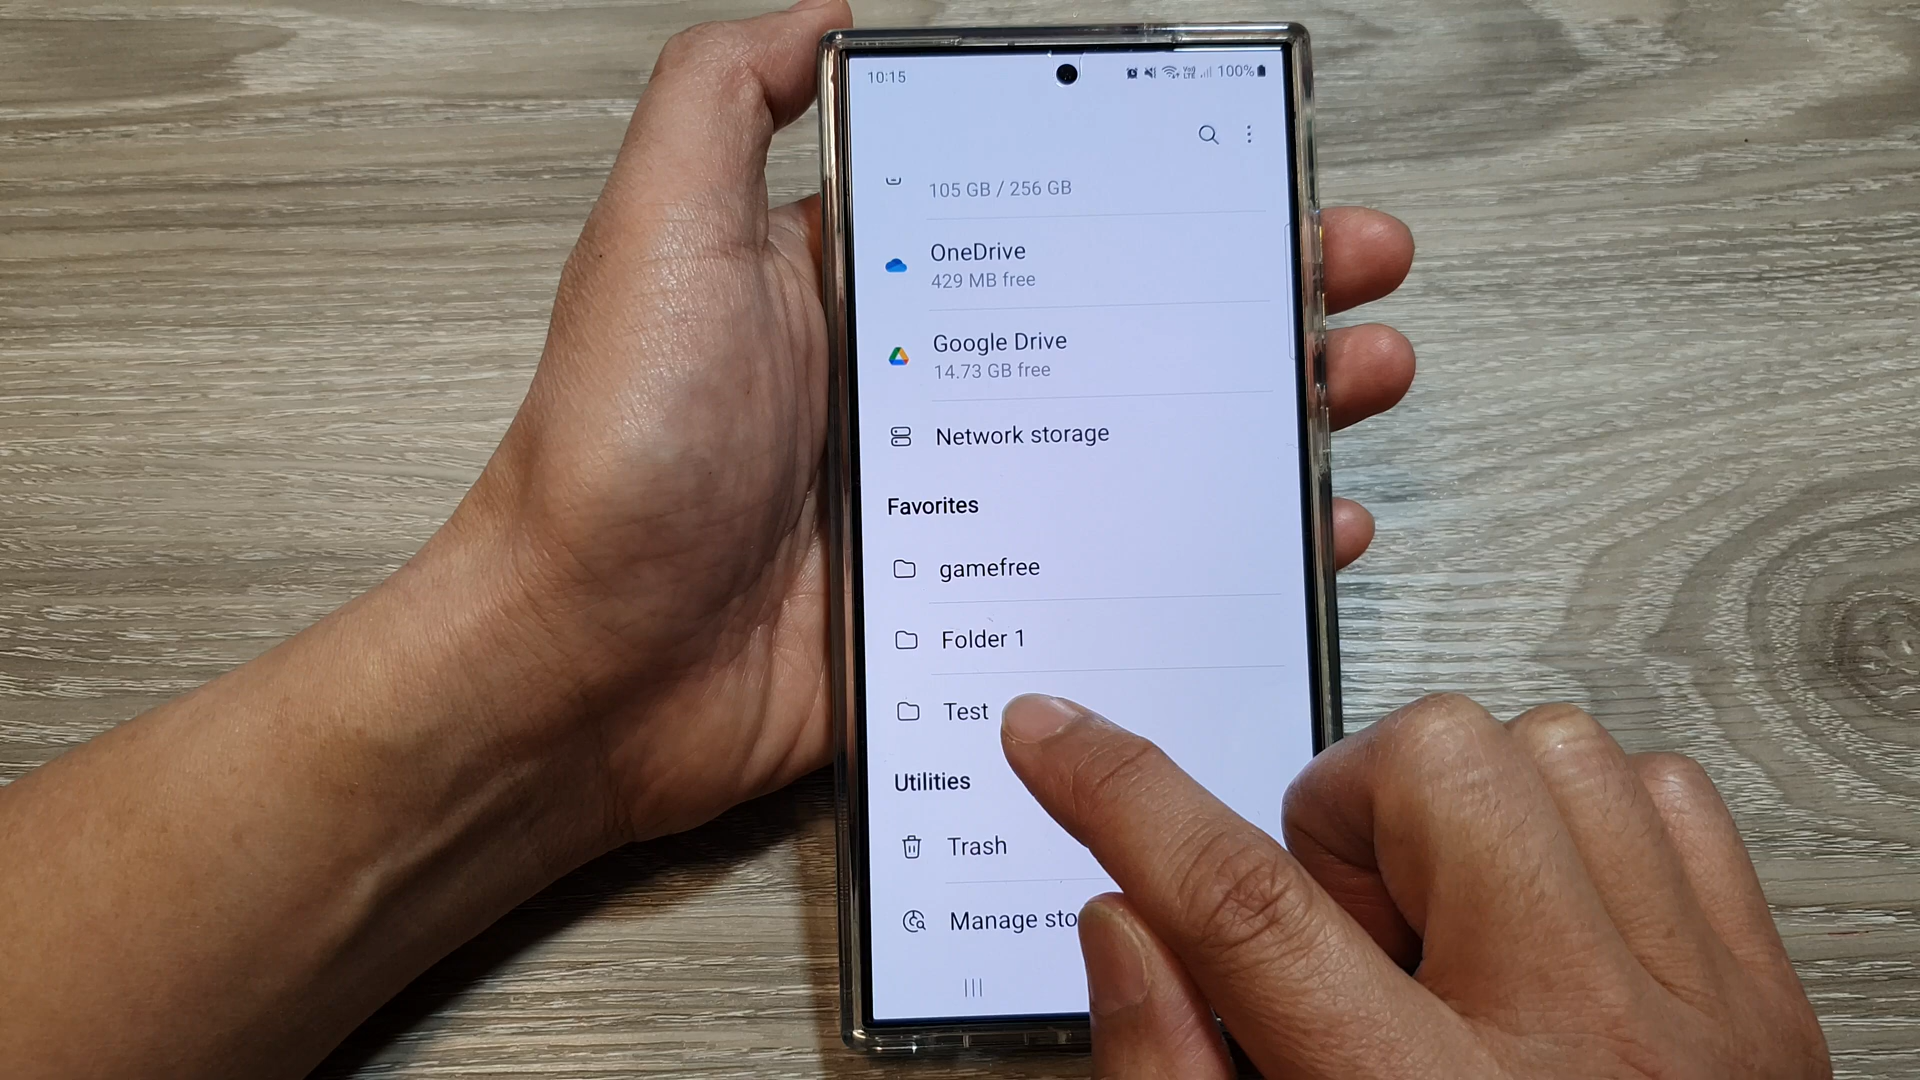 10:15
100%
105 GB / 256 GB
OneDrive
429 MB free
Google Drive
14.73 GB free
Network storage
Favorites
gamefree
Folder 1
Test
Utilities
Trash
Manage sto